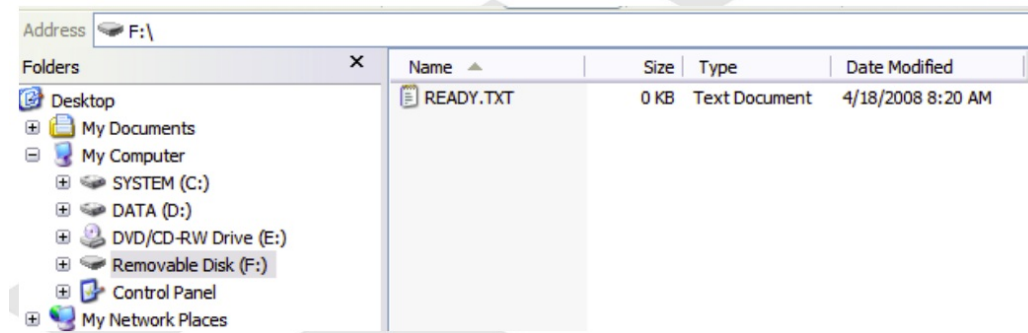 Address F:\
Folders x
Name Size Type Date Modified
Desktop
READY.TXT 0 KB Text Document 4/18/2008 8:20 AM
My Documents
My Computer
SYSTEM (C:)
DATA (D:)
DVD/CD-RW Drive (E:)
Removable Disk (F:)
Control Panel
My Network Places